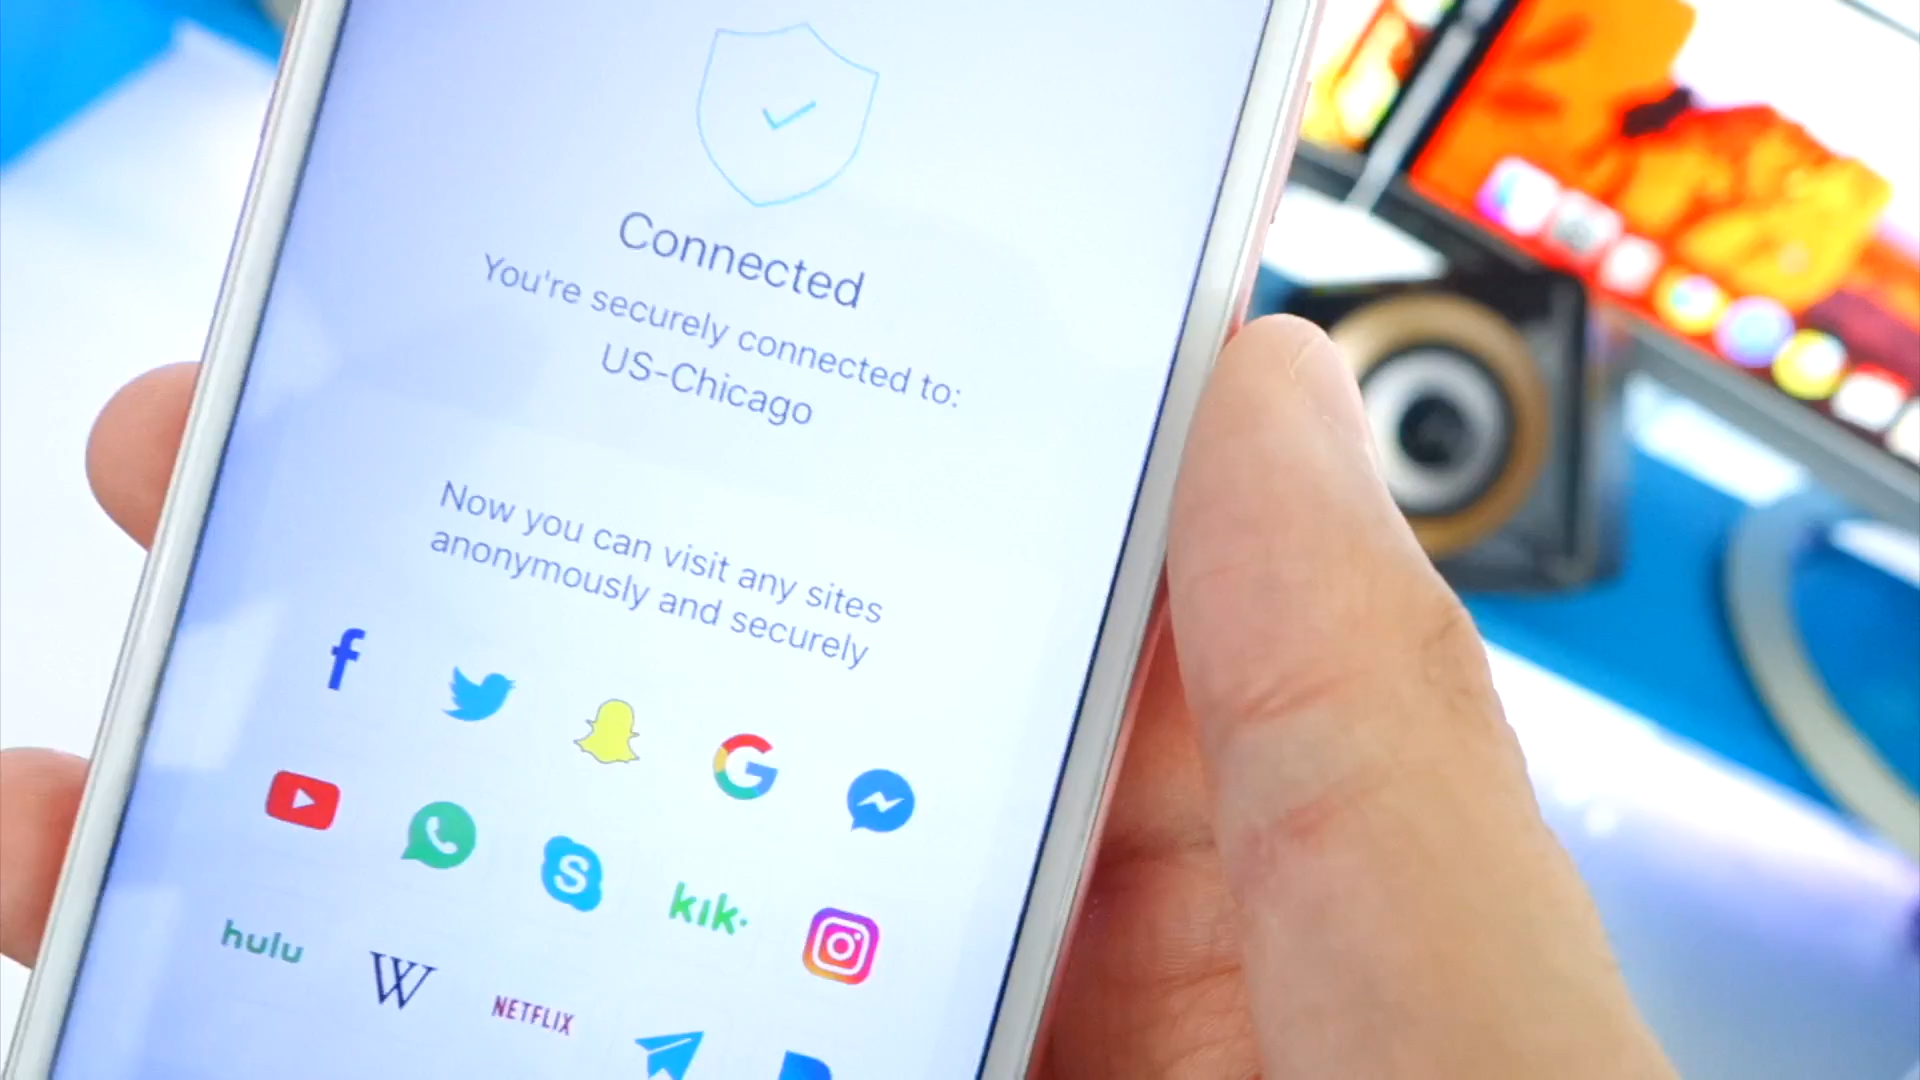 Connected
You're securely connected to:
US-Chicago
Now you can visit any sites
anonymously and securely
f
G
S
kik.
hulu
W
NETFLIX